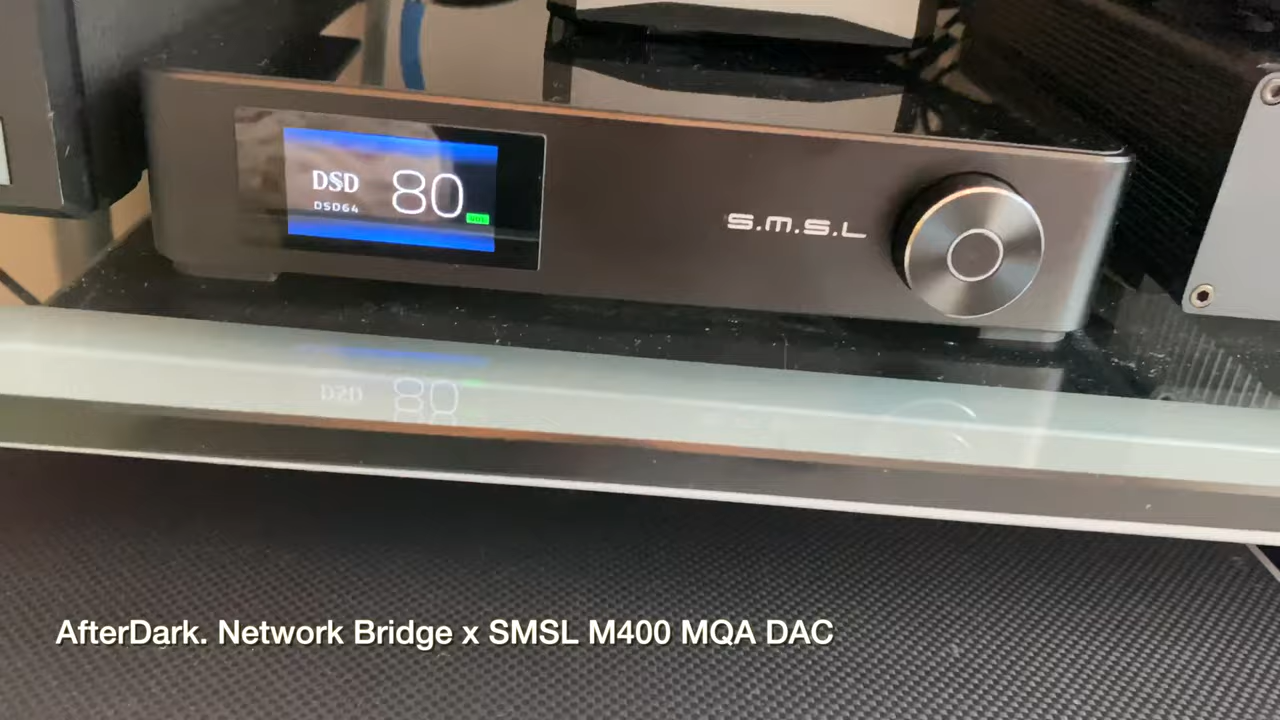 DSD 80
DSD64
S.M.S.L
AfterDark. Network Bridge x SMSL M400 MQA DAC